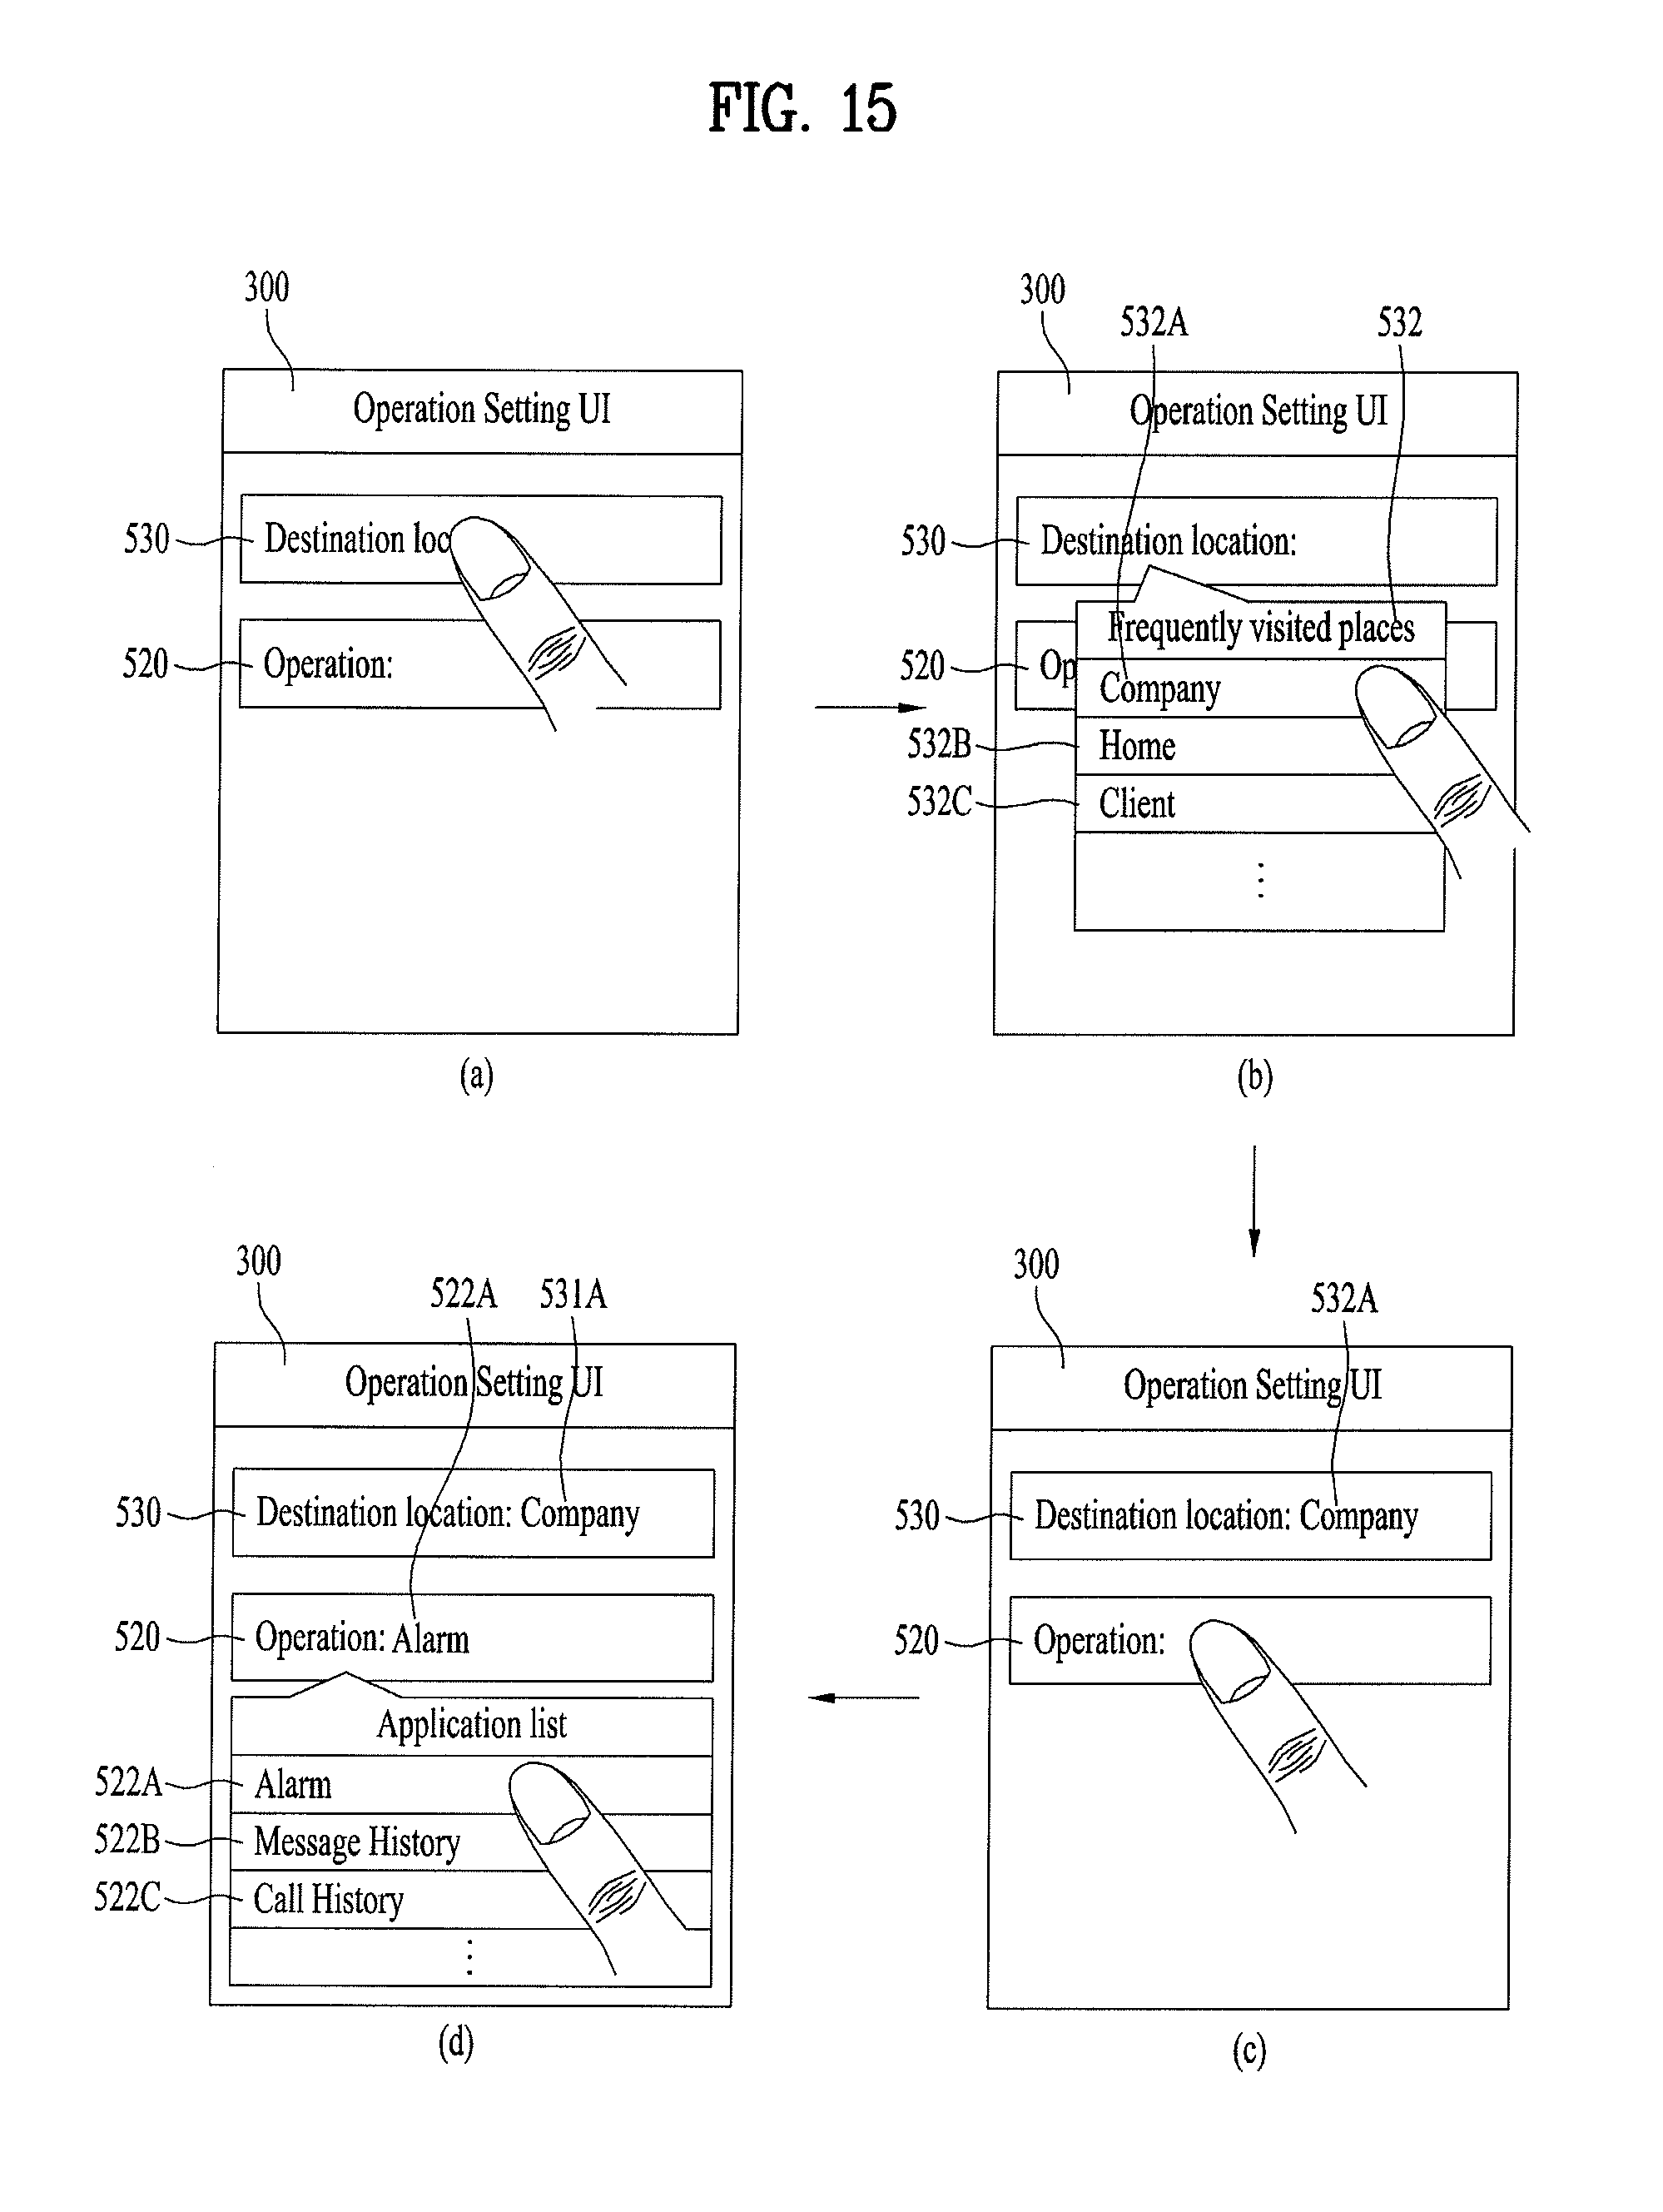 FIG. 15
300
Operation Setting UI
530
Destination loc
520
Operation:
(a)
300
532A
532
Operation Setting UI
530
Destination location:
Frequently visited places
520
Op
Company
532B
Home
532C
Client
(b)
300
532A
Operation Setting UI
530
Destination location: Company
520
Operation:
(c)
300
522A
531A
Operation Setting UI
530
Destination location: Company
520
Operation: Alarm
Application list
522A
Alarm
522B
Message History
522C
Call History
(d)